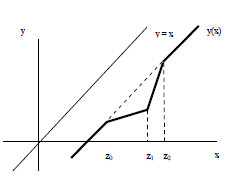 y y = x y(x)
z₀ z₁ z₂ x